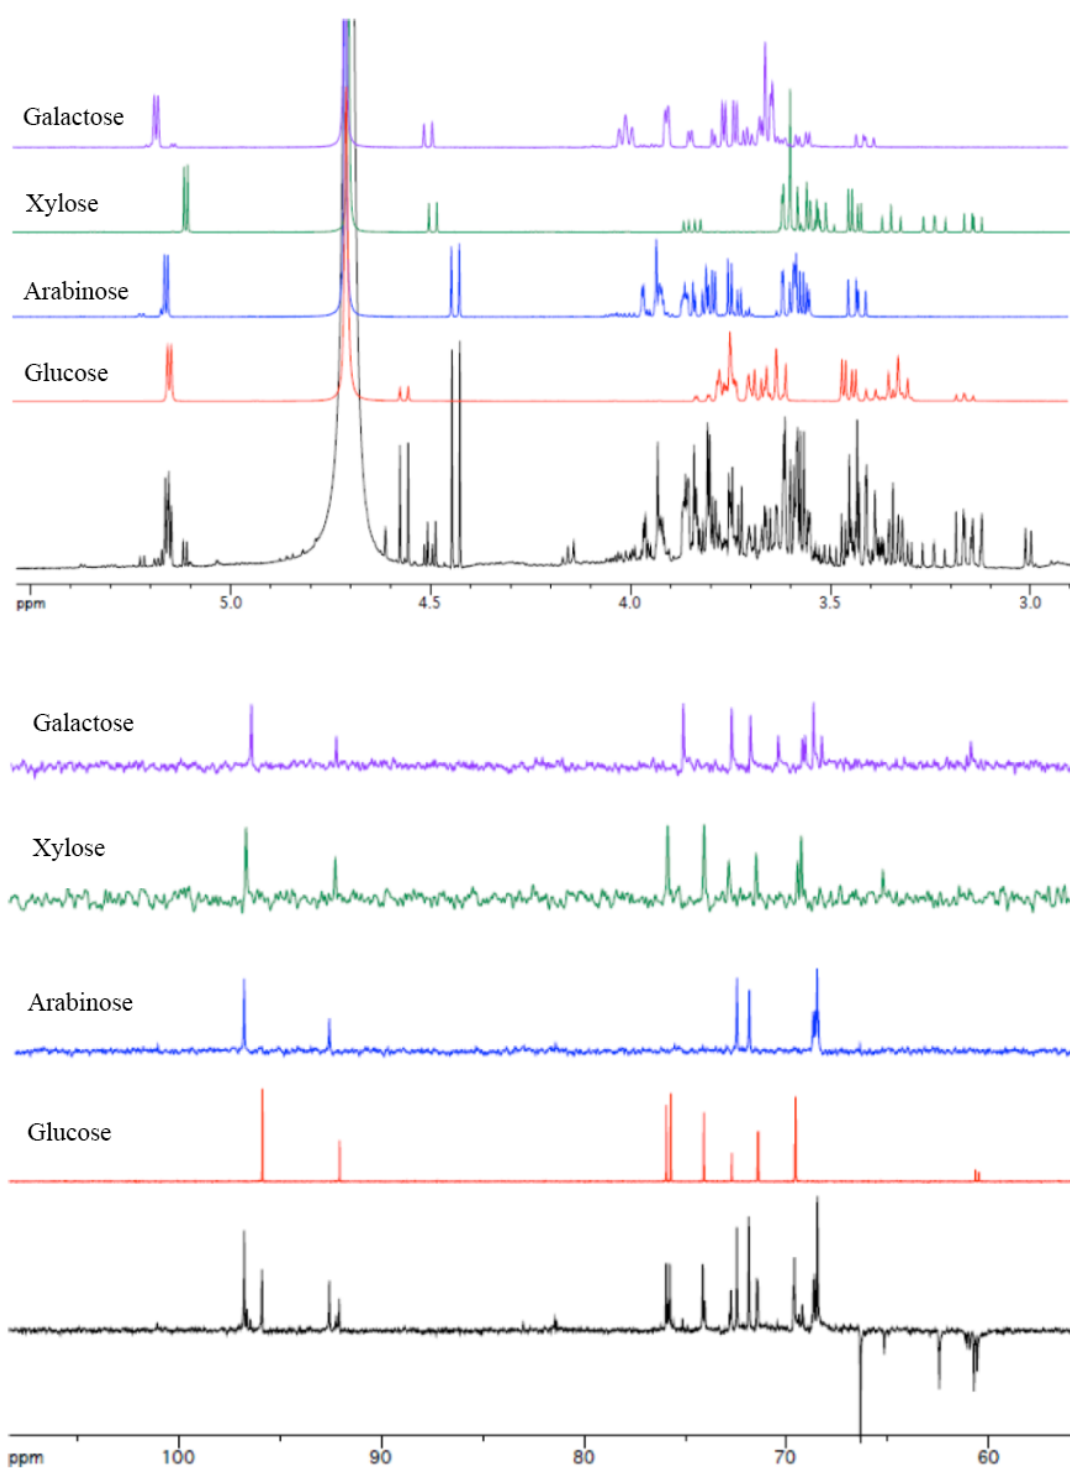 Galactose
Xylose
Arabinose
Glucose
ppm 5.0 4.5 4.0 3.5 3.0
Galactose
Xylose
Arabinose
Glucose
ppm 100 90 80 70 60